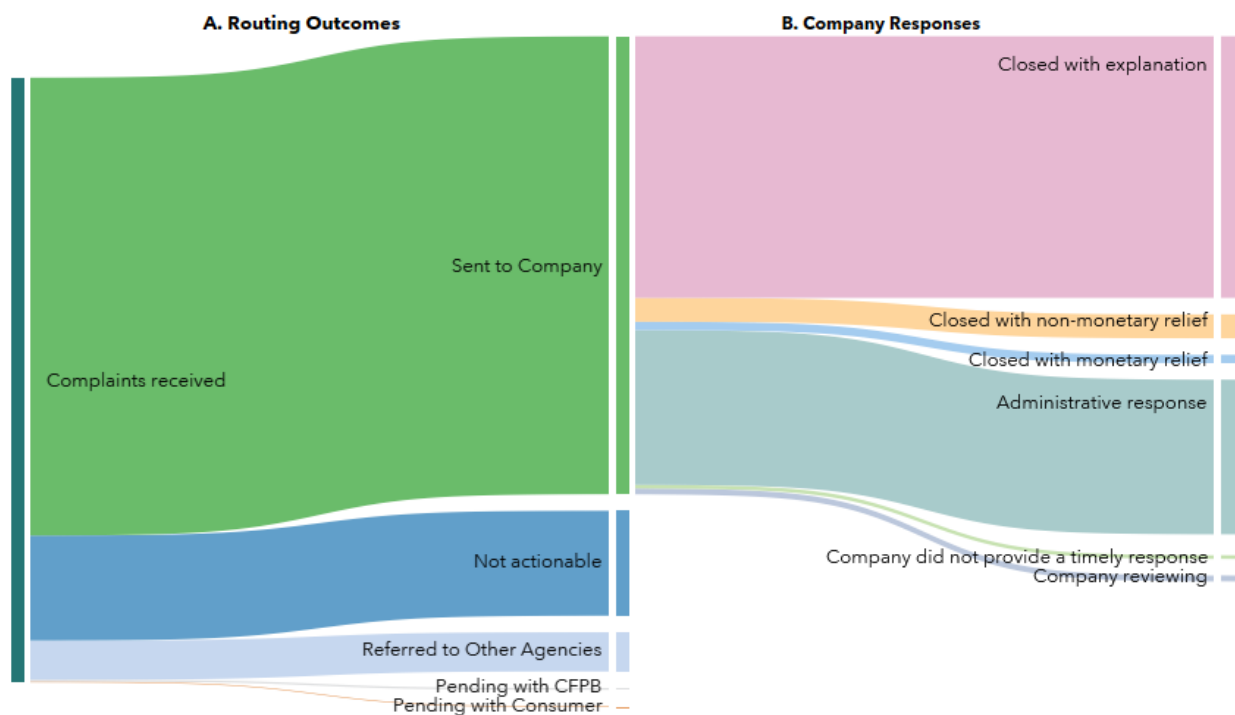 A. Routing Outcomes
B. Company Responses
Closed with explanation
Sent to Company
Closed with non-monetary relief
Closed with monetary relief
Complaints received
Administrative response
Not actionable
Company did not provide a timely response
Company reviewing
Referred to Other Agencies
Pending with CFPB
Pending with Consumer